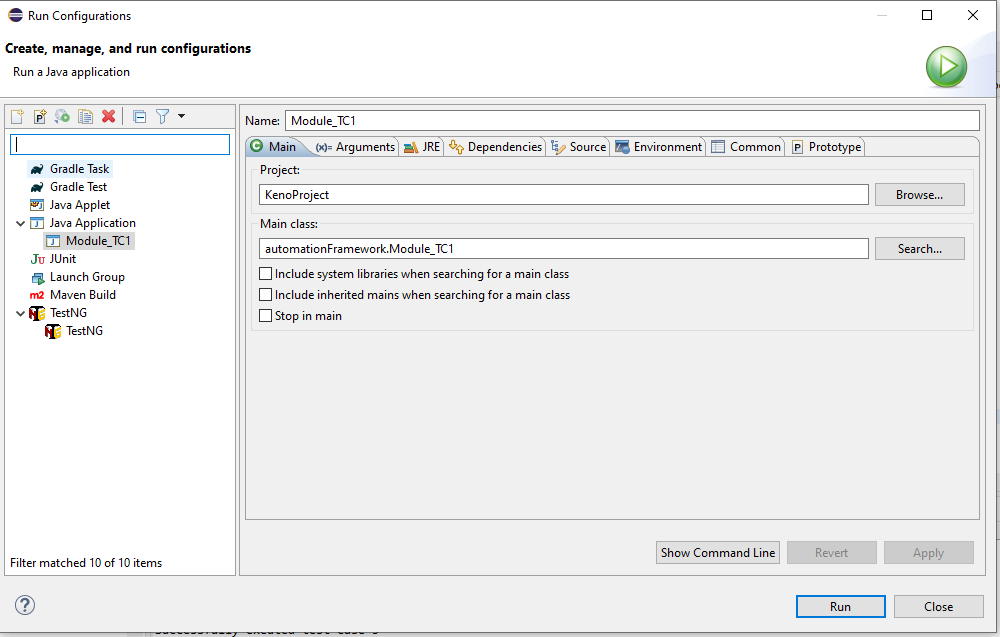 Run Configurations
Create, manage, and run configurations
Run a Java application
Name: Module_TC1
Main (x)= Arguments JRE Dependencies Source Environment Common Prototype
Gradle Task
Gradle Test
Java Applet
Java Application
Module_TC1
JUnit
Launch Group
m2 Maven Build
TestNG
TestNG
Filter matched 10 of 10 items
Project:
KenoProject Browse...
Main class:
automationFramework.Module_TC1 Search...
Include system libraries when searching for a main class
Include inherited mains when searching for a main class
Stop in main
Show Command Line Revert Apply
Run Close